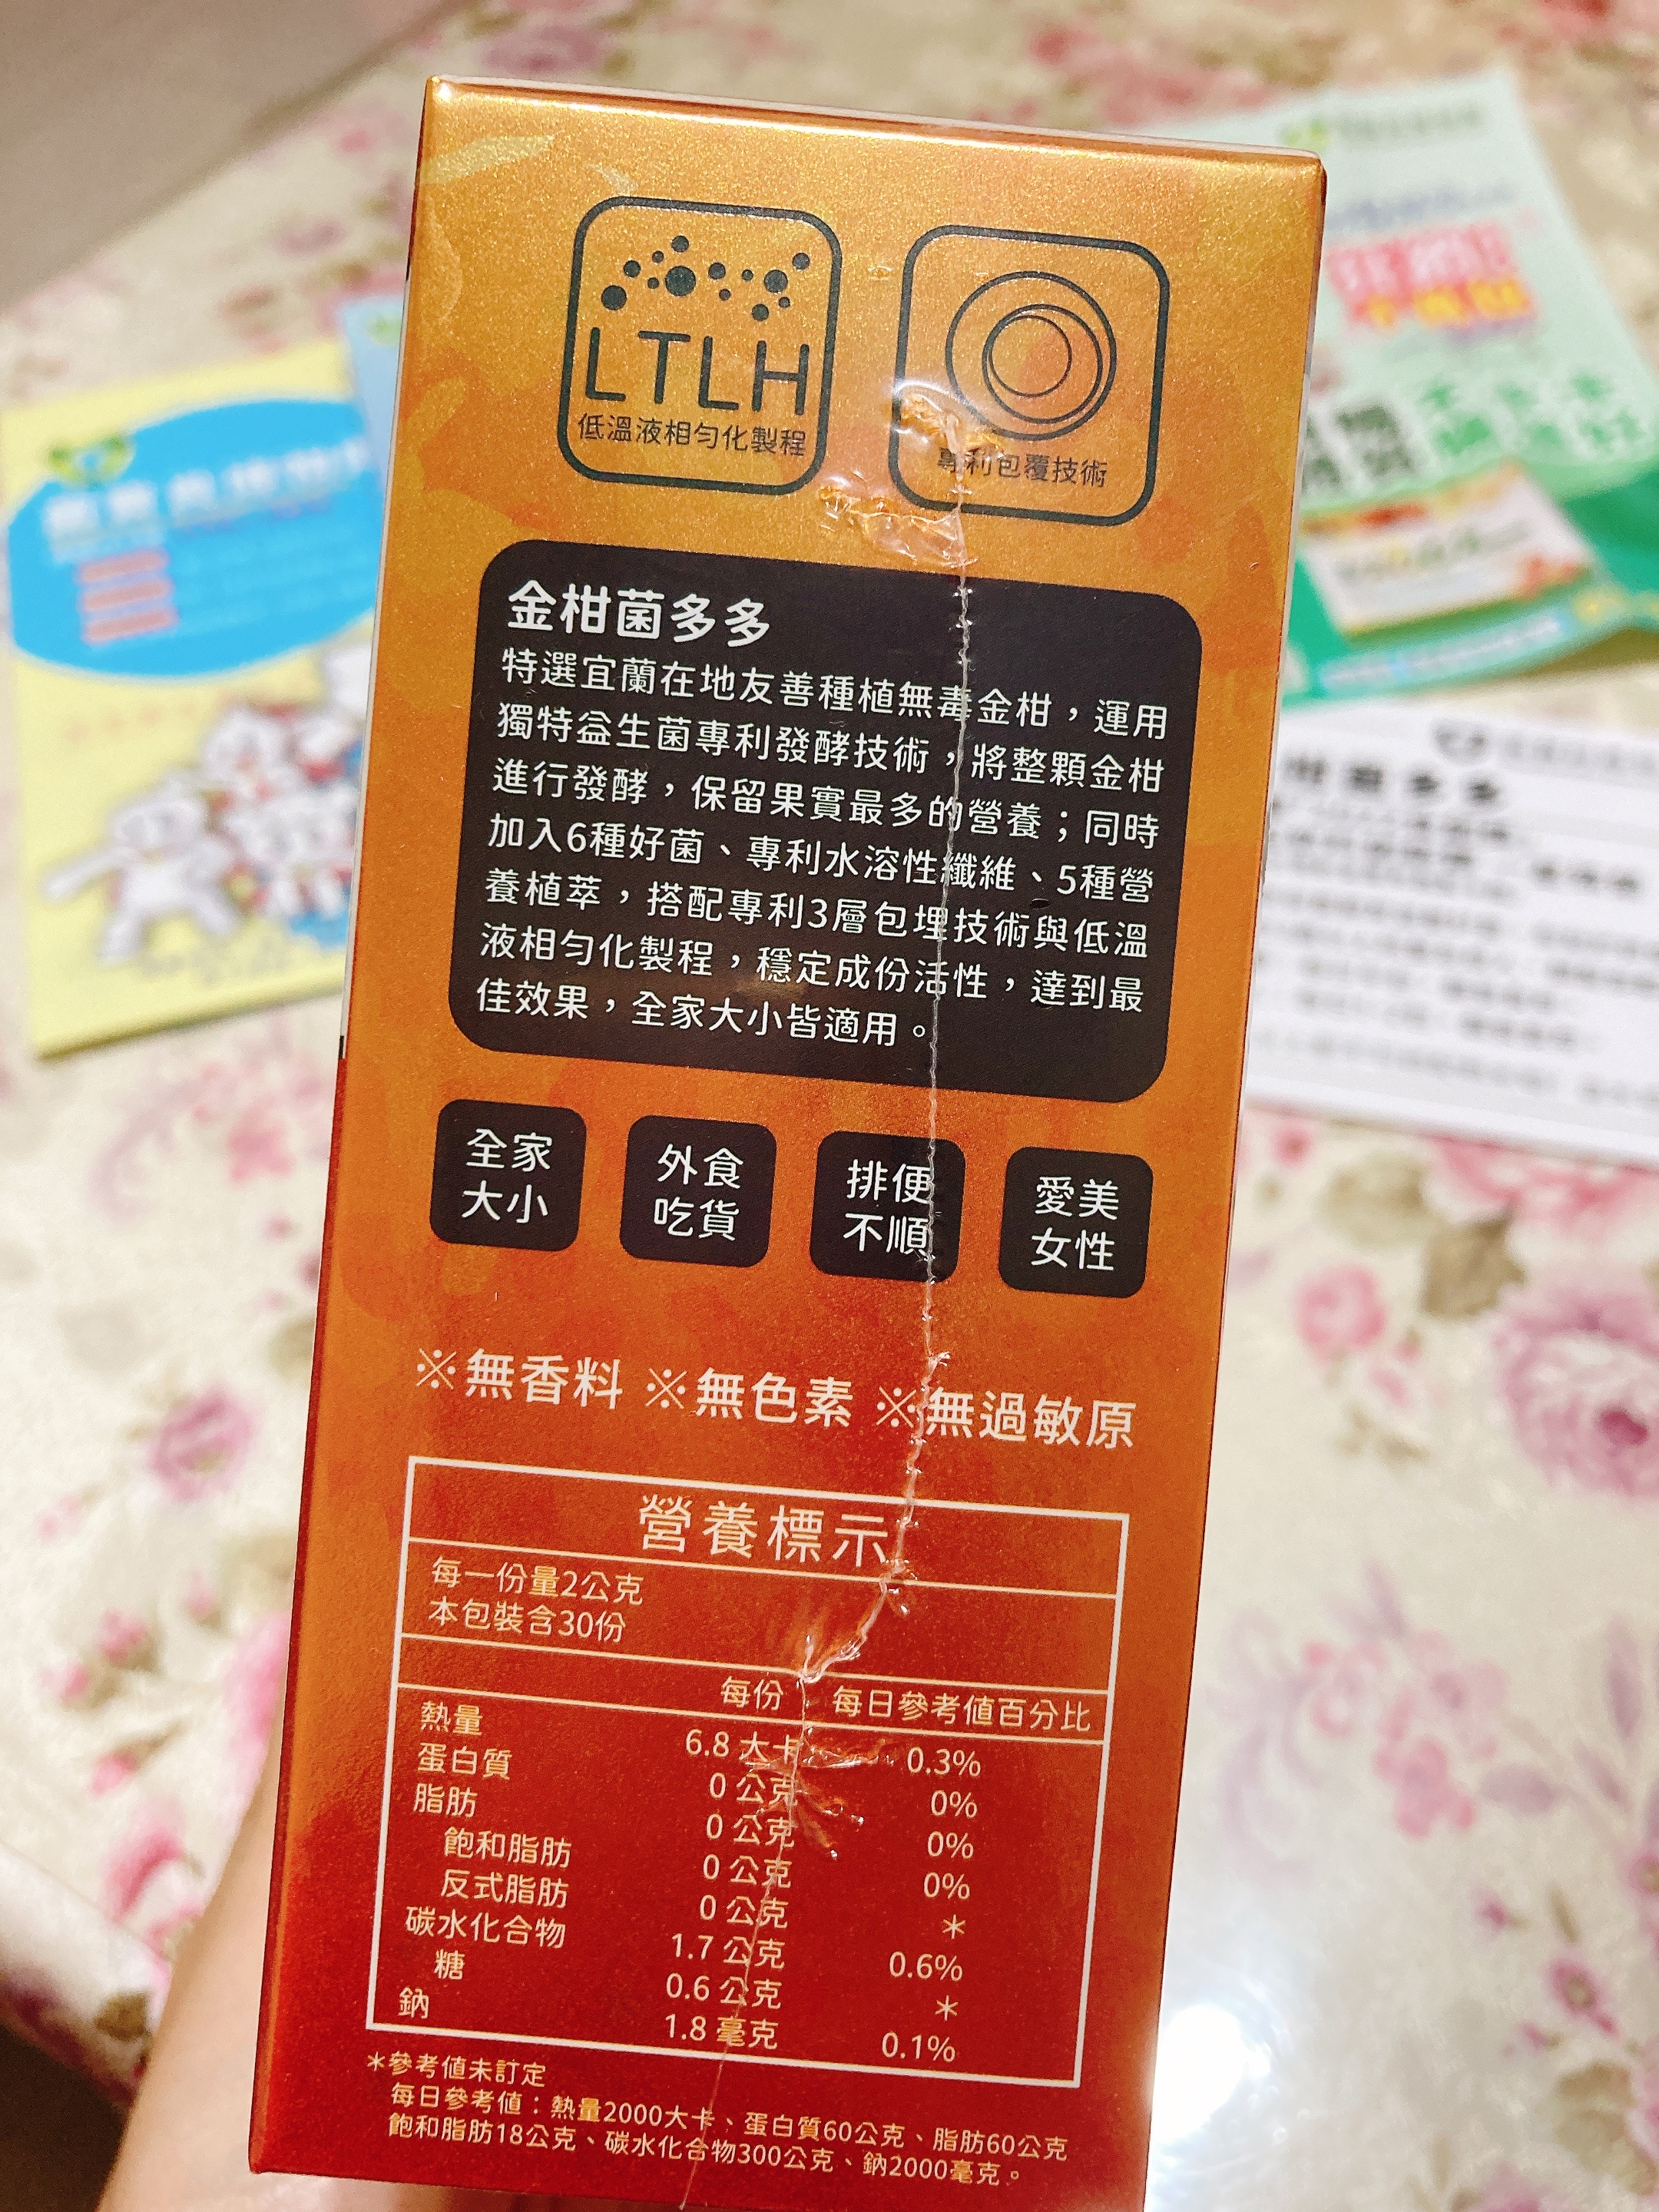 LTLH
低溫液相勻化製程
專利包覆技術
金柑菌多多
特選宜蘭在地友善種植無毒金柑，運用
獨特益生菌專利發酵技術，將整顆金柑
進行發酵，保留果實最多的營養；同時
加入6種好菌、專利水溶性纖維、5種營
養植萃，搭配專利3層包埋技術與低溫
液相勻化製程，穩定成份活性，達到最
佳效果，全家大小皆適用。
全家
大小
外食
吃貨
排便
不順
愛美
女性
※無香料 ※無色素 ※無過敏原
營養標示
每一份量2公克
本包裝含30份
每份 每日參考值百分比
熱量 6.8 大卡 0.3%
蛋白質 0 公克 0%
脂肪 0 公克 0%
飽和脂肪 0 公克 0%
反式脂肪 0 公克 *
碳水化合物 1.7 公克 0.6%
糖 0.6 公克 *
鈉 1.8 毫克 0.1%
*參考值未訂定
每日參考值：熱量2000大卡、蛋白質60公克、脂肪60公克
飽和脂肪18公克、碳水化合物300公克、鈉2000毫克。